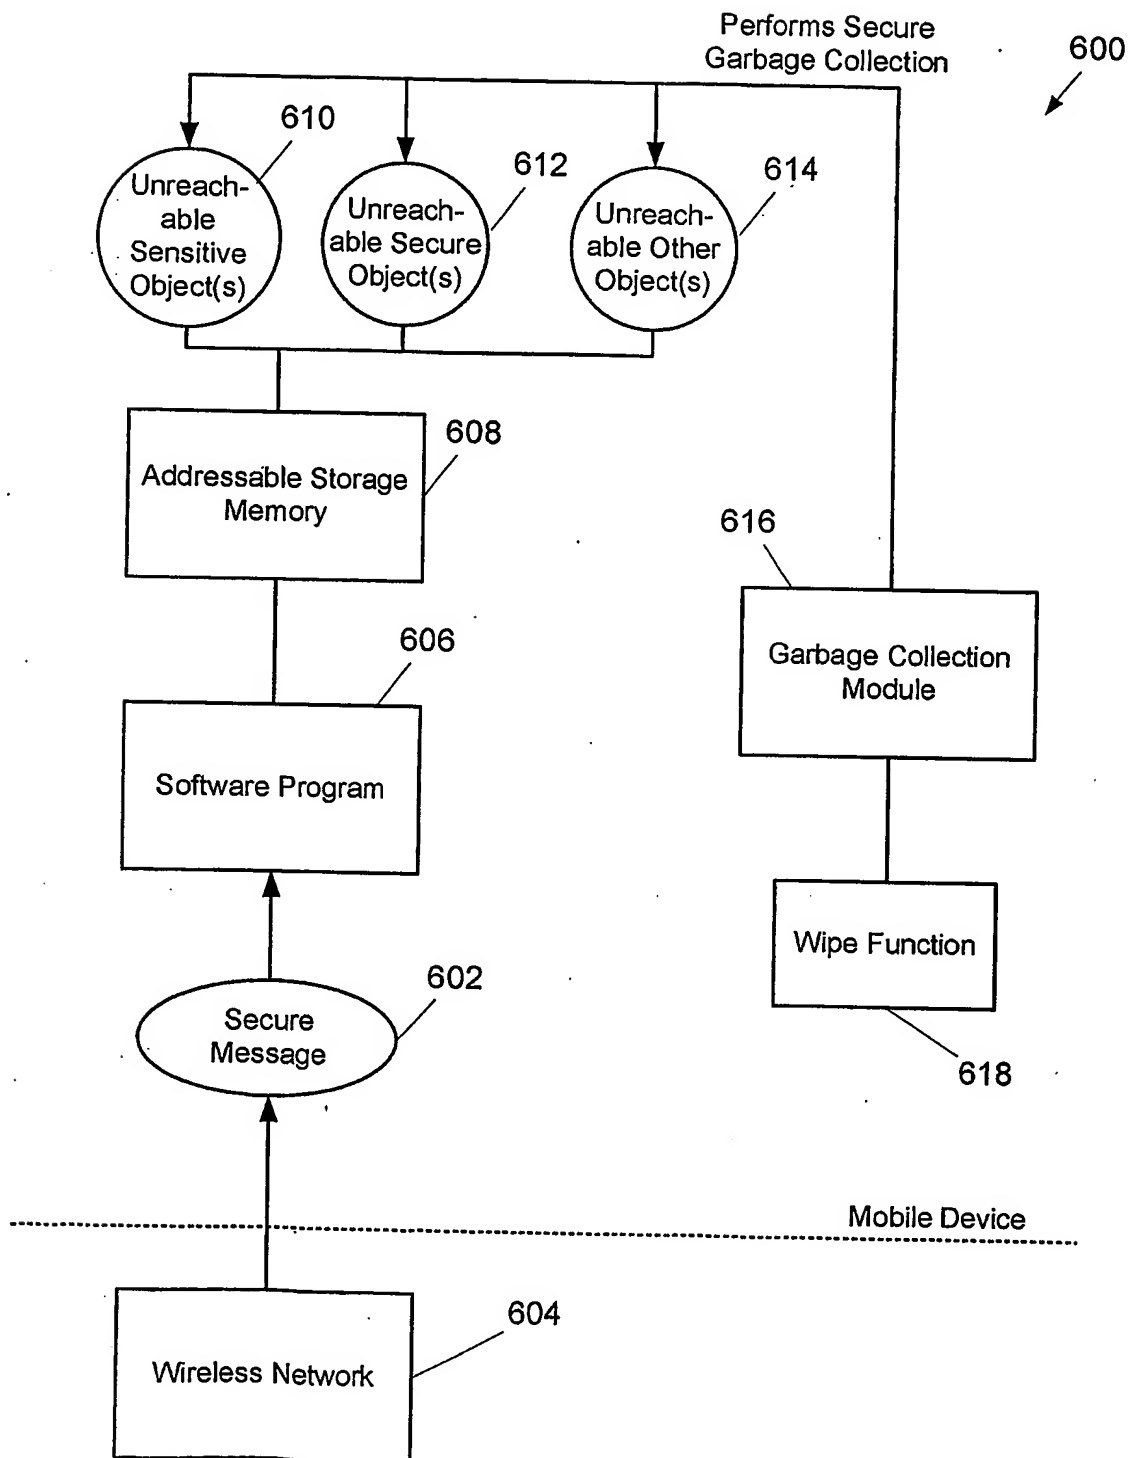 Performs Secure
Garbage Collection
600
610
612
614
Unreach-
able
Sensitive
Object(s)
Unreach-
able Secure
Object(s)
Unreach-
able Other
Object(s)
608
Addressable Storage
Memory
616
Garbage Collection
Module
606
Software Program
Wipe Function
618
602
Secure
Message
Mobile Device
604
Wireless Network